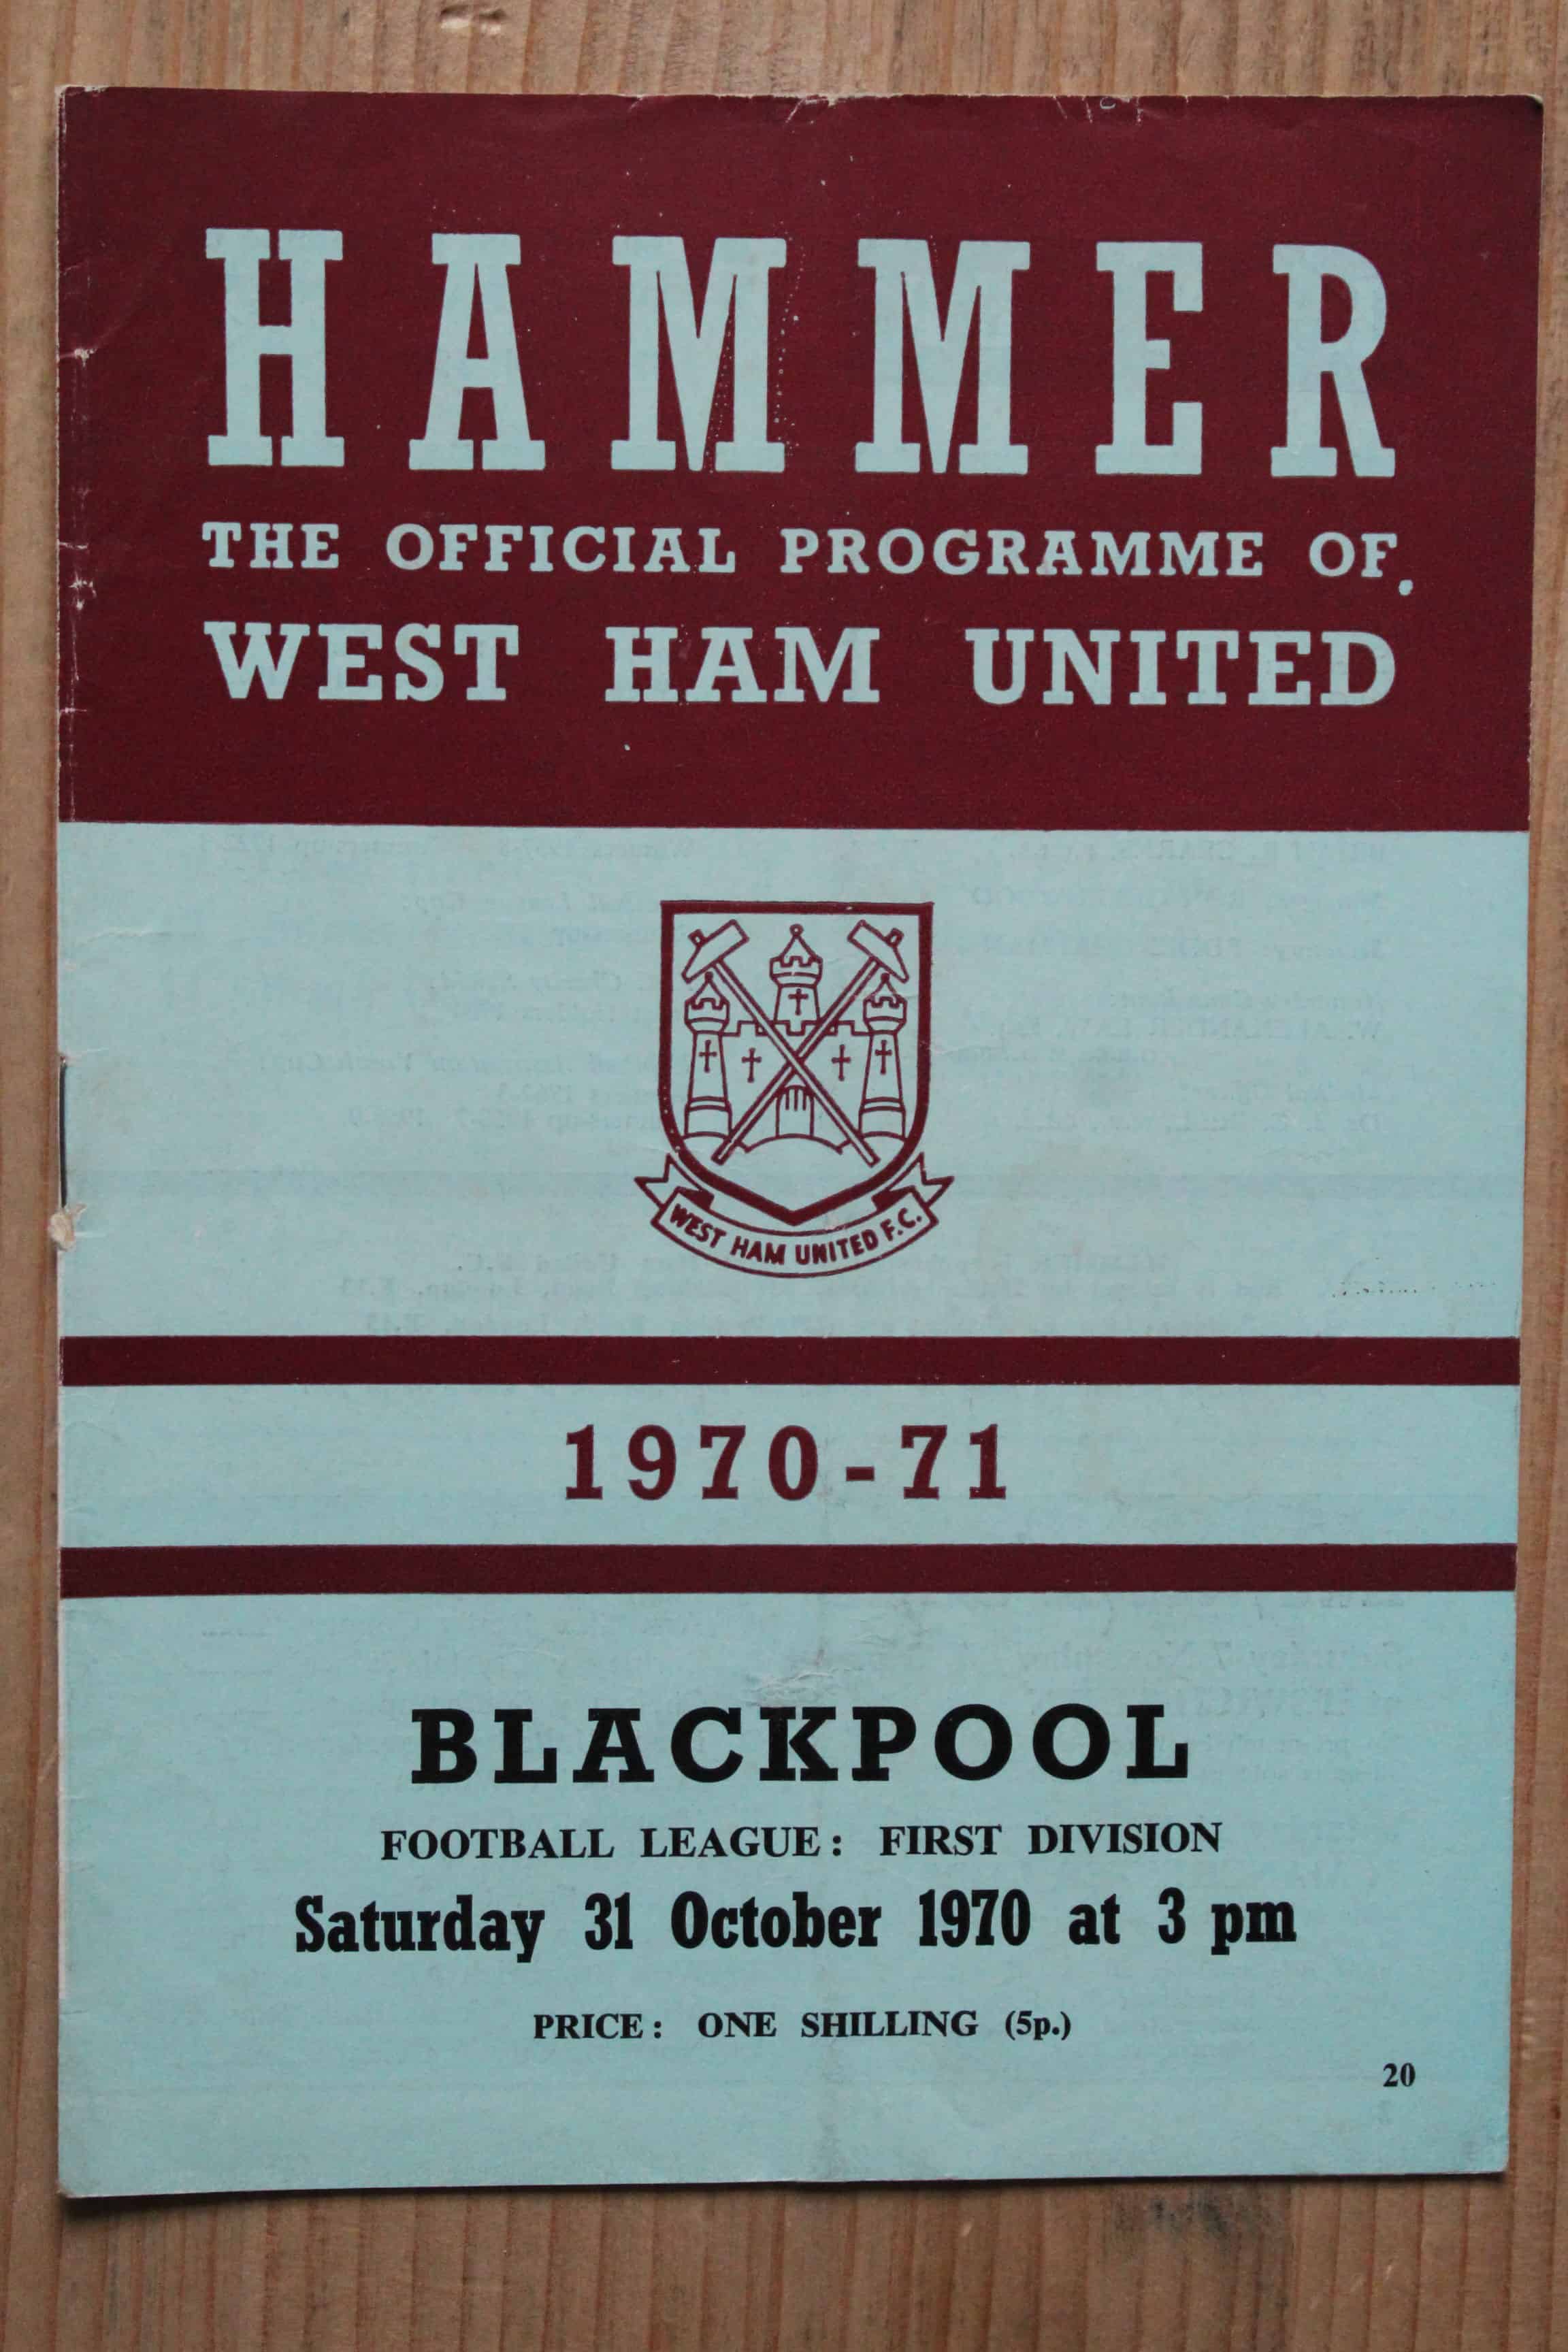 HAMMER
THE OFFICIAL PROGRAMME OF
WEST HAM UNITED
WEST HAM UNITED F.C.
1970-71
BLACKPOOL
FOOTBALL LEAGUE: FIRST DIVISION
Saturday 31 October 1970 at 3 pm
PRICE: ONE SHILLING (5p.)
20